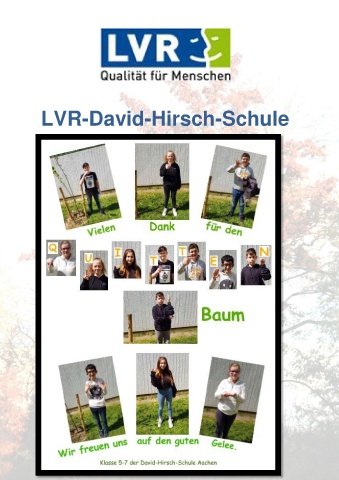 LVR
Qualität für Menschen
LVR-David-Hirsch-Schule
Vielen Dank für den
QUITTEN
Baum
Wir freuen uns auf den guten Gelee.
Klasse 5-7 der David-Hirsch-Schule Aachen